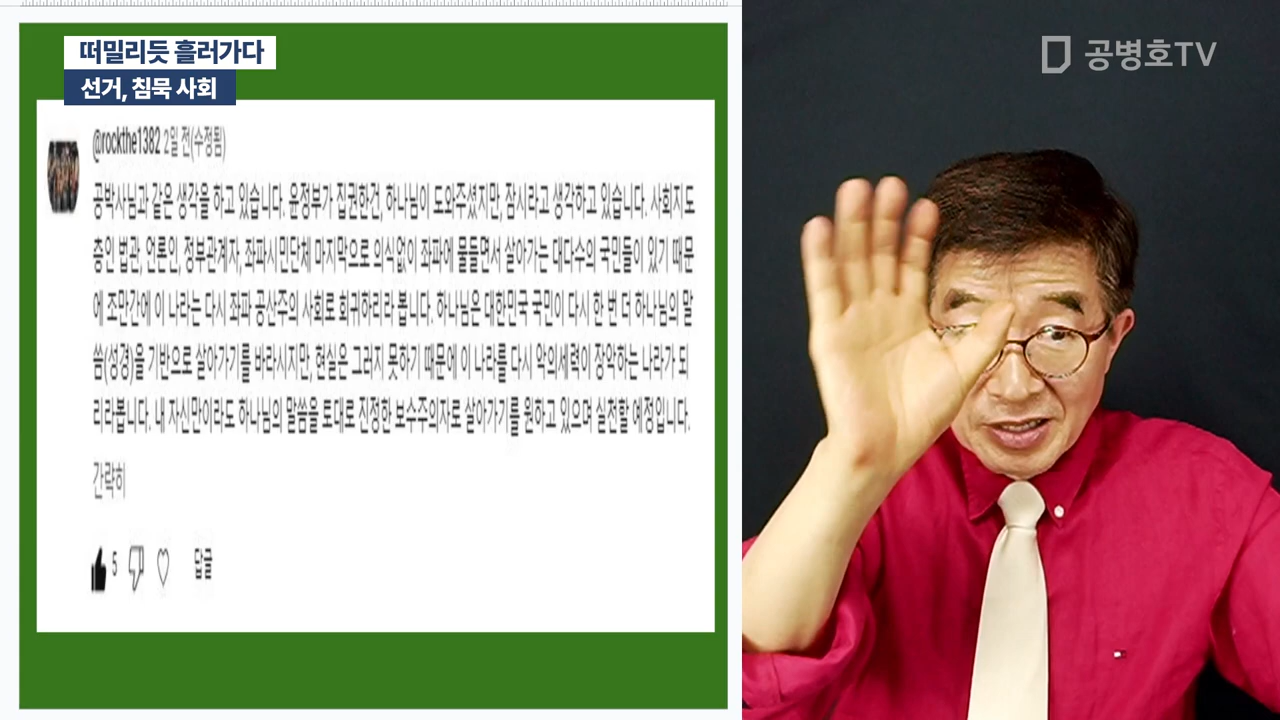 떠밀리듯 흘러가다
선거, 침묵 사회
공병호TV
@rockthe1382 2일 전(수정됨)
공박사님과 같은 생각을 하고 있습니다. 윤정부가 집권한건, 하나님이 도와주셨지만, 잠시라고 생각하고 있습니다. 사회지도
층인 법관, 언론인, 정부관계자, 좌파시민단체 마지막으로 의식없이 좌파에 물들면서 살아가는 대다수의 국민들이 있기 때문
에 조만간에 이 나라는 다시 좌파 공산주의 사회로 회귀하리라 봅니다. 하나님은 대한민국 국민이 다시 한 번 더 하나님의 말
씀(성경)을 기반으로 살아가기를 바라시지만, 현실은 그러지 못하기 때문에 이 나라를 다시 악의세력이 장악하는 나라가 되
리라봅니다. 내 자신만이라도 하나님의 말씀을 토대로 진정한 보수주의자로 살아가기를 원하고 있으며 실천할 예정입니다.
간략히
5 답글